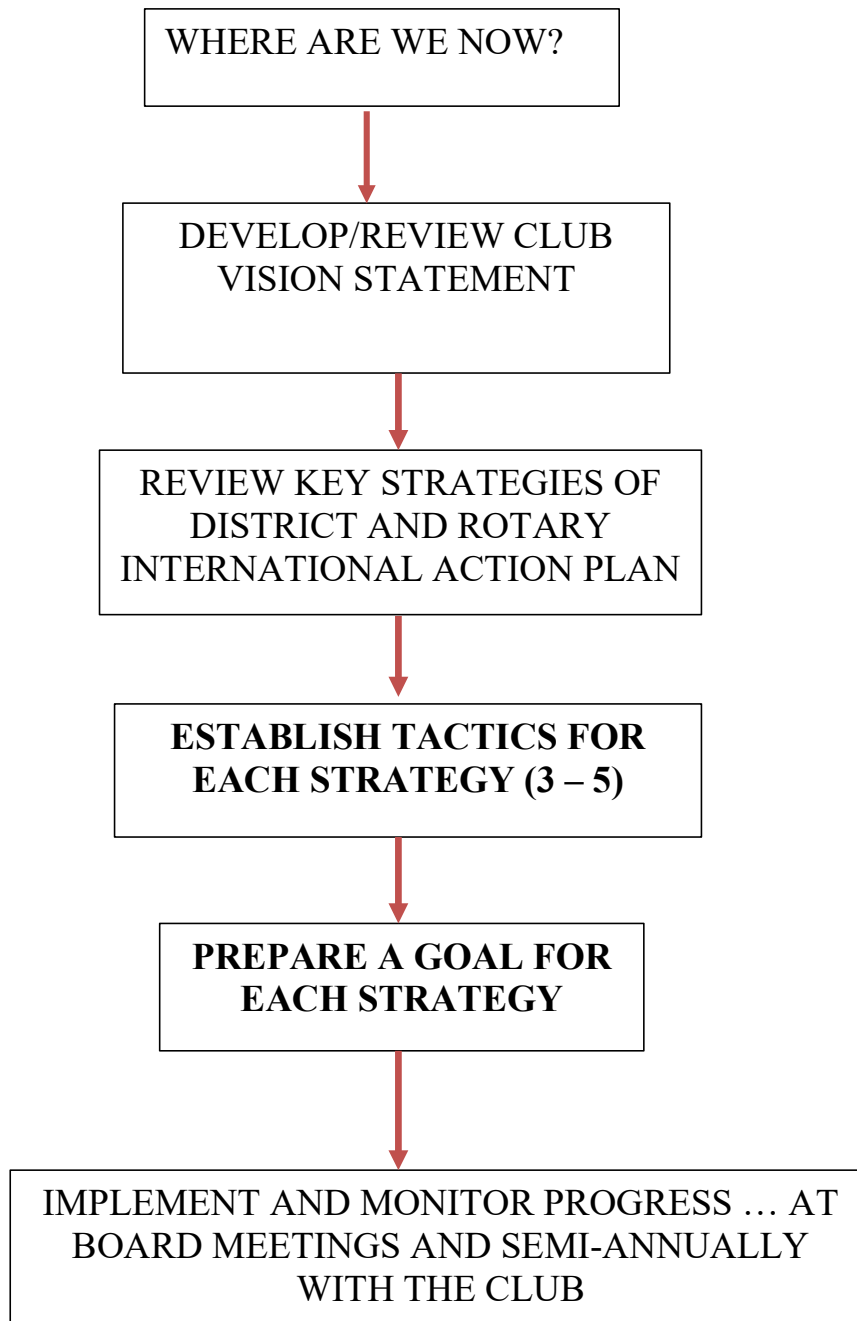 WHERE ARE WE NOW?
DEVELOP/REVIEW CLUB
VISION STATEMENT
REVIEW KEY STRATEGIES OF
DISTRICT AND ROTARY
INTERNATIONAL ACTION PLAN
ESTABLISH TACTICS FOR
EACH STRATEGY (3 – 5)
PREPARE A GOAL FOR
EACH STRATEGY
IMPLEMENT AND MONITOR PROGRESS … AT
BOARD MEETINGS AND SEMI-ANNUALLY
WITH THE CLUB